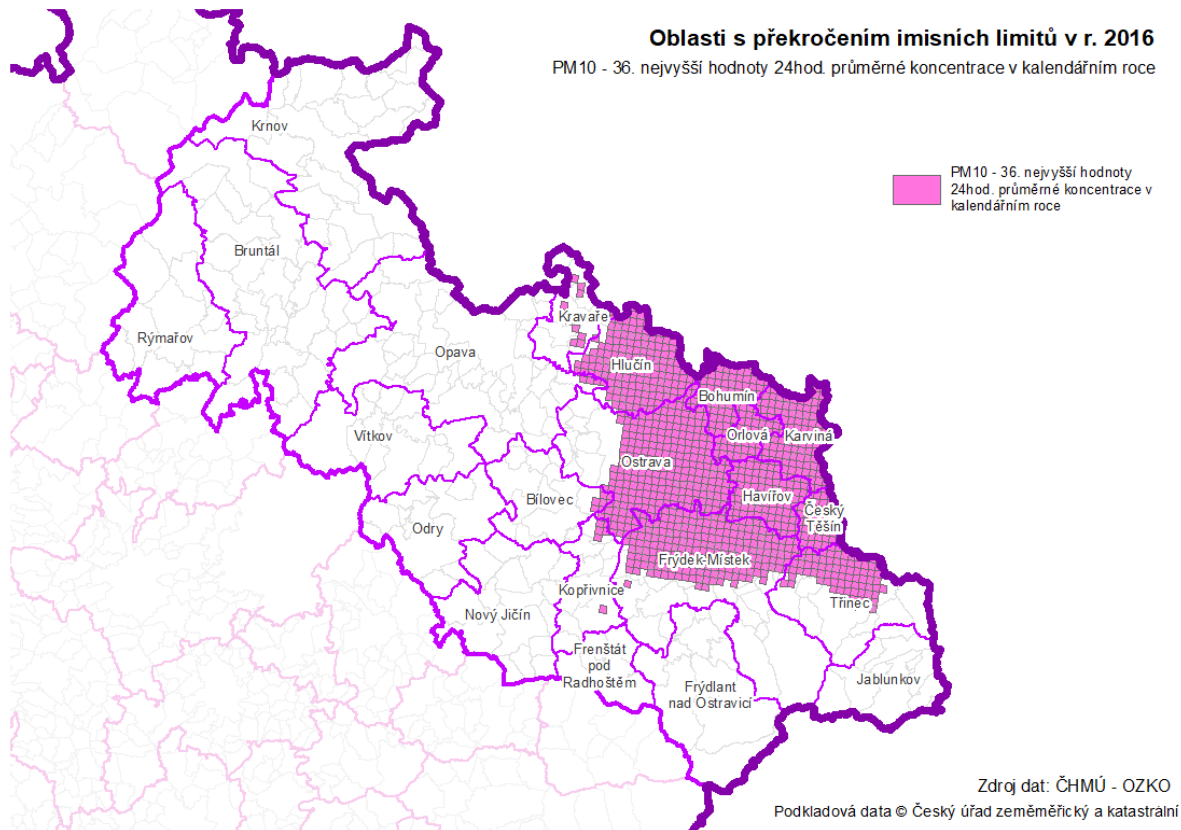 Oblasti s překročením imisních limitů v r. 2016
PM10 - 36. nejvyšší hodnoty 24hod. průměrné koncentrace v kalendářním roce
PM10 - 36. nejvyšší hodnoty
24hod. průměrné koncentrace v
kalendářním roce
Krnov
Bruntál
Rýmařov
Opava
Kravaře
Hlučín
Bohumín
Orlová
Karviná
Vítkov
Ostrava
Bílovec
Havířov
Český
Těšín
Odry
Frýdek-Místek
Kopřivnice
Třinec
Nový Jičín
Frenštát
pod
Radhoštěm
Frýdlant
nad Ostravicí
Jablunkov
Zdroj dat: ČHMÚ - OZKO
Podkladová data © Český úřad zeměměřický a katastrální